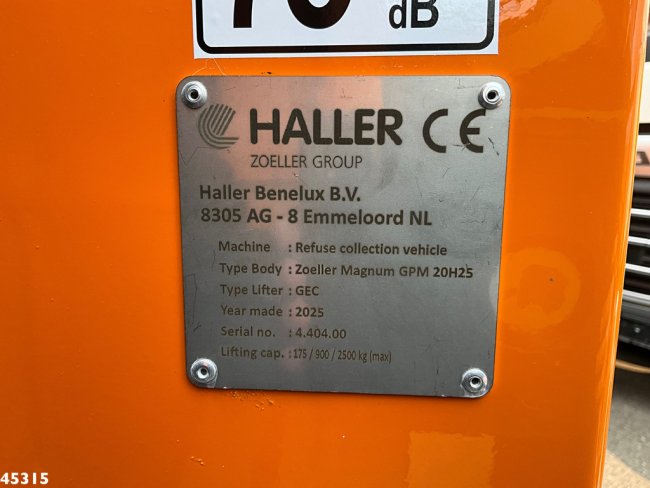 dB
HALLER CE
ZOELLER GROUP
Haller Benelux B.V.
8305 AG - 8 Emmeloord NL
Machine : Refuse collection vehicle
Type Body : Zoeller Magnum GPM 20H25
Type Lifter : GEC
Year made : 2025
Serial no. : 4.404.00
Lifting cap. : 175 / 900 / 2500 kg (max)
45315